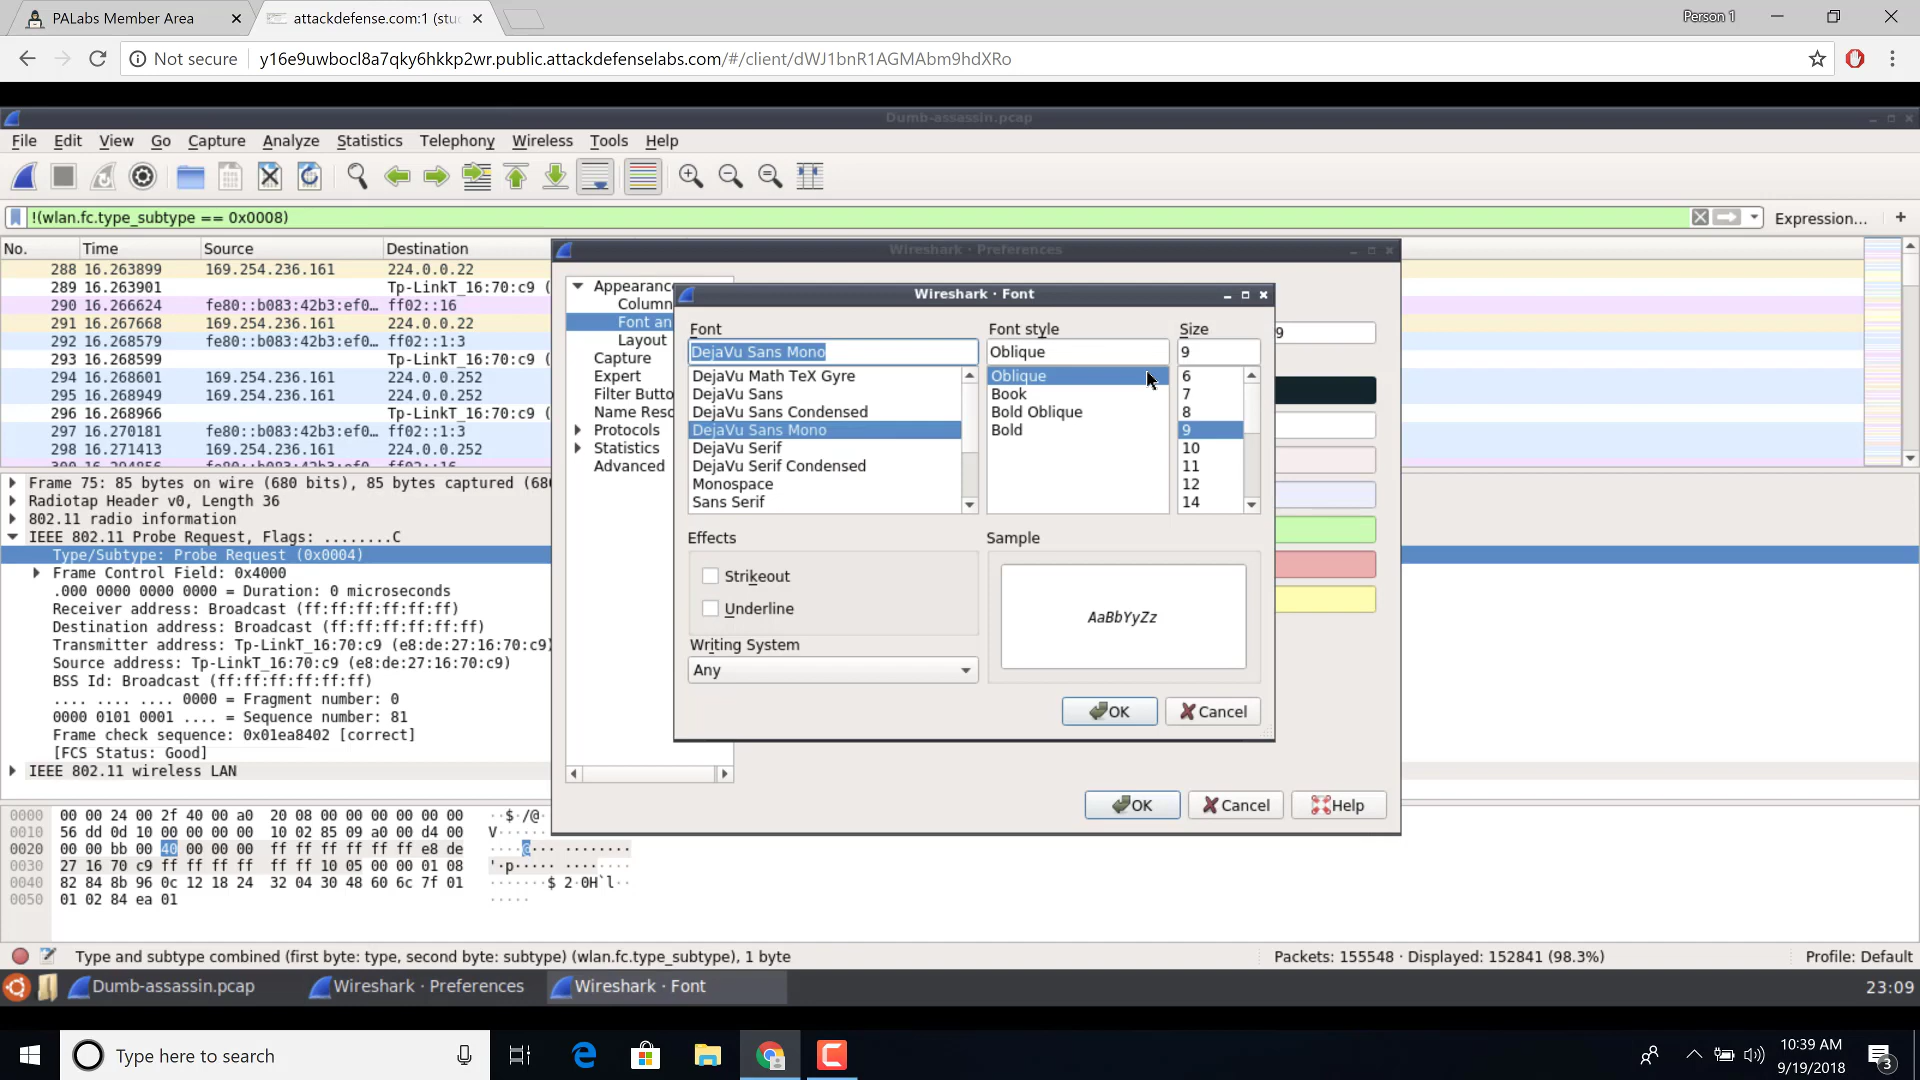 PALabs Member Area
attackdefense.com:1 (stu
Person 1
Not secure
y16e9uwbocl8a7qky6hkkp2wr.public.attackdefenselabs.com/#/client/dWJ1bnR1AGMAbm9hdXRo
Dumb-assassin.pcap
File Edit View Go Capture Analyze Statistics Telephony Wireless Tools Help
!(wlan.fc.type_subtype == 0x0008)
Expression... +
No. Time Source Destination
288 16.263899 169.254.236.161 224.0.0.22
289 16.263901 Tp-LinkT_16:70:c9 (
290 16.266624 fe80::b083:42b3:ef0… ff02::16
291 16.267668 169.254.236.161 224.0.0.22
292 16.268579 fe80::b083:42b3:ef0… ff02::1:3
293 16.268599 Tp-LinkT_16:70:c9 (
294 16.268601 169.254.236.161 224.0.0.252
295 16.268949 169.254.236.161 224.0.0.252
296 16.268966 Tp-LinkT_16:70:c9 (
297 16.270181 fe80::b083:42b3:ef0… ff02::1:3
298 16.271413 169.254.236.161 224.0.0.252
Frame 75: 85 bytes on wire (680 bits), 85 bytes captured (680
Radiotap Header v0, Length 36
802.11 radio information
IEEE 802.11 Probe Request, Flags: ........C
Type/Subtype: Probe Request (0x0004)
Frame Control Field: 0x4000
.000 0000 0000 0000 = Duration: 0 microseconds
Receiver address: Broadcast (ff:ff:ff:ff:ff:ff)
Destination address: Broadcast (ff:ff:ff:ff:ff:ff)
Transmitter address: Tp-LinkT_16:70:c9 (e8:de:27:16:70:c9)
Source address: Tp-LinkT_16:70:c9 (e8:de:27:16:70:c9)
BSS Id: Broadcast (ff:ff:ff:ff:ff:ff)
.... .... .... 0000 = Fragment number: 0
0000 0101 0001 .... = Sequence number: 81
Frame check sequence: 0x01ea8402 [correct]
[FCS Status: Good]
IEEE 802.11 wireless LAN
0000 00 00 24 00 2f 40 00 a0 20 08 00 00 00 00 00 00 ··$·/@·
0010 56 dd 0d 10 00 00 00 00 10 02 85 09 a0 00 d4 00 V······
0020 00 00 bb 00 40 00 00 00 ff ff ff ff ff ff e8 de ····@··· ········
0030 27 16 70 c9 ff ff ff ff ff ff 10 05 00 00 01 08 '·p····· ········
0040 82 84 8b 96 0c 12 18 24 32 04 30 48 60 6c 7f 01 ·······$ 2·0H`l··
0050 01 02 84 ea 01 ·····
Wireshark · Preferences
Appearanc
Column
Font an
Layout
Capture
Expert
Filter Butto
Name Reso
Protocols
Statistics
Advanced
9
OK Cancel Help
Wireshark · Font
Font Font style Size
DejaVu Sans Mono Oblique 9
DejaVu Math TeX Gyre Oblique 6
DejaVu Sans Book 7
DejaVu Sans Condensed Bold Oblique 8
DejaVu Sans Mono Bold 9
DejaVu Serif 10
DejaVu Serif Condensed 11
Monospace 12
Sans Serif 14
Effects Sample
Strikeout
Underline
AaBbYyZz
Writing System
Any
OK Cancel
Type and subtype combined (first byte: type, second byte: subtype) (wlan.fc.type_subtype), 1 byte
Packets: 155548 · Displayed: 152841 (98.3%)
Profile: Default
Dumb-assassin.pcap Wireshark · Preferences Wireshark · Font 23:09
Type here to search
10:39 AM
9/19/2018
3